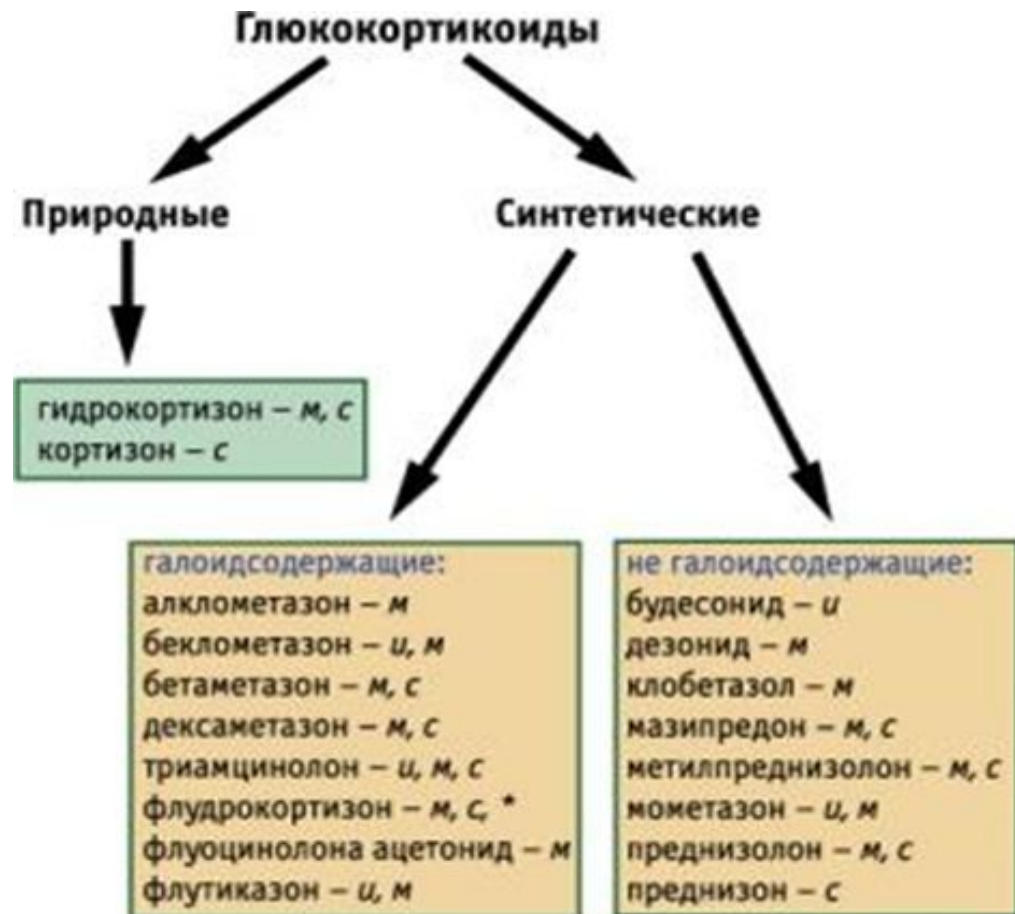 Глюкокортикоиды
Природные
Синтетические
гидрокортизон – м, с
кортизон – с
галоидсодержащие:
алклометазон – м
беклометазон – и, м
бетаметазон – м, с
дексаметазон – м, с
триамцинолон – и, м, с
флудрокортизон – м, с, *
флуоцинолона ацетонид – м
флутиказон – и, м
не галоидсодержащие:
будесонид – и
дезонид – м
клобетазол – м
мазипредон – м, с
метилпреднизолон – м, с
мометазон – и, м
преднизолон – м, с
преднизон – с